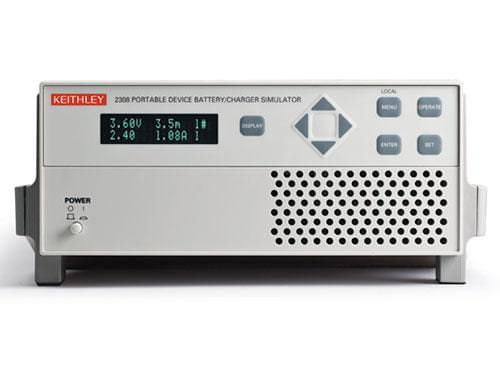 KEITHLEY 2308 PORTABLE DEVICE BATTERY/CHARGER SIMULATOR
LOCAL
3.60V 3.5m 1#
2.40 1.08A 1
DISPLAY
MENU
OPERATE
ENTER
SET
POWER
O I